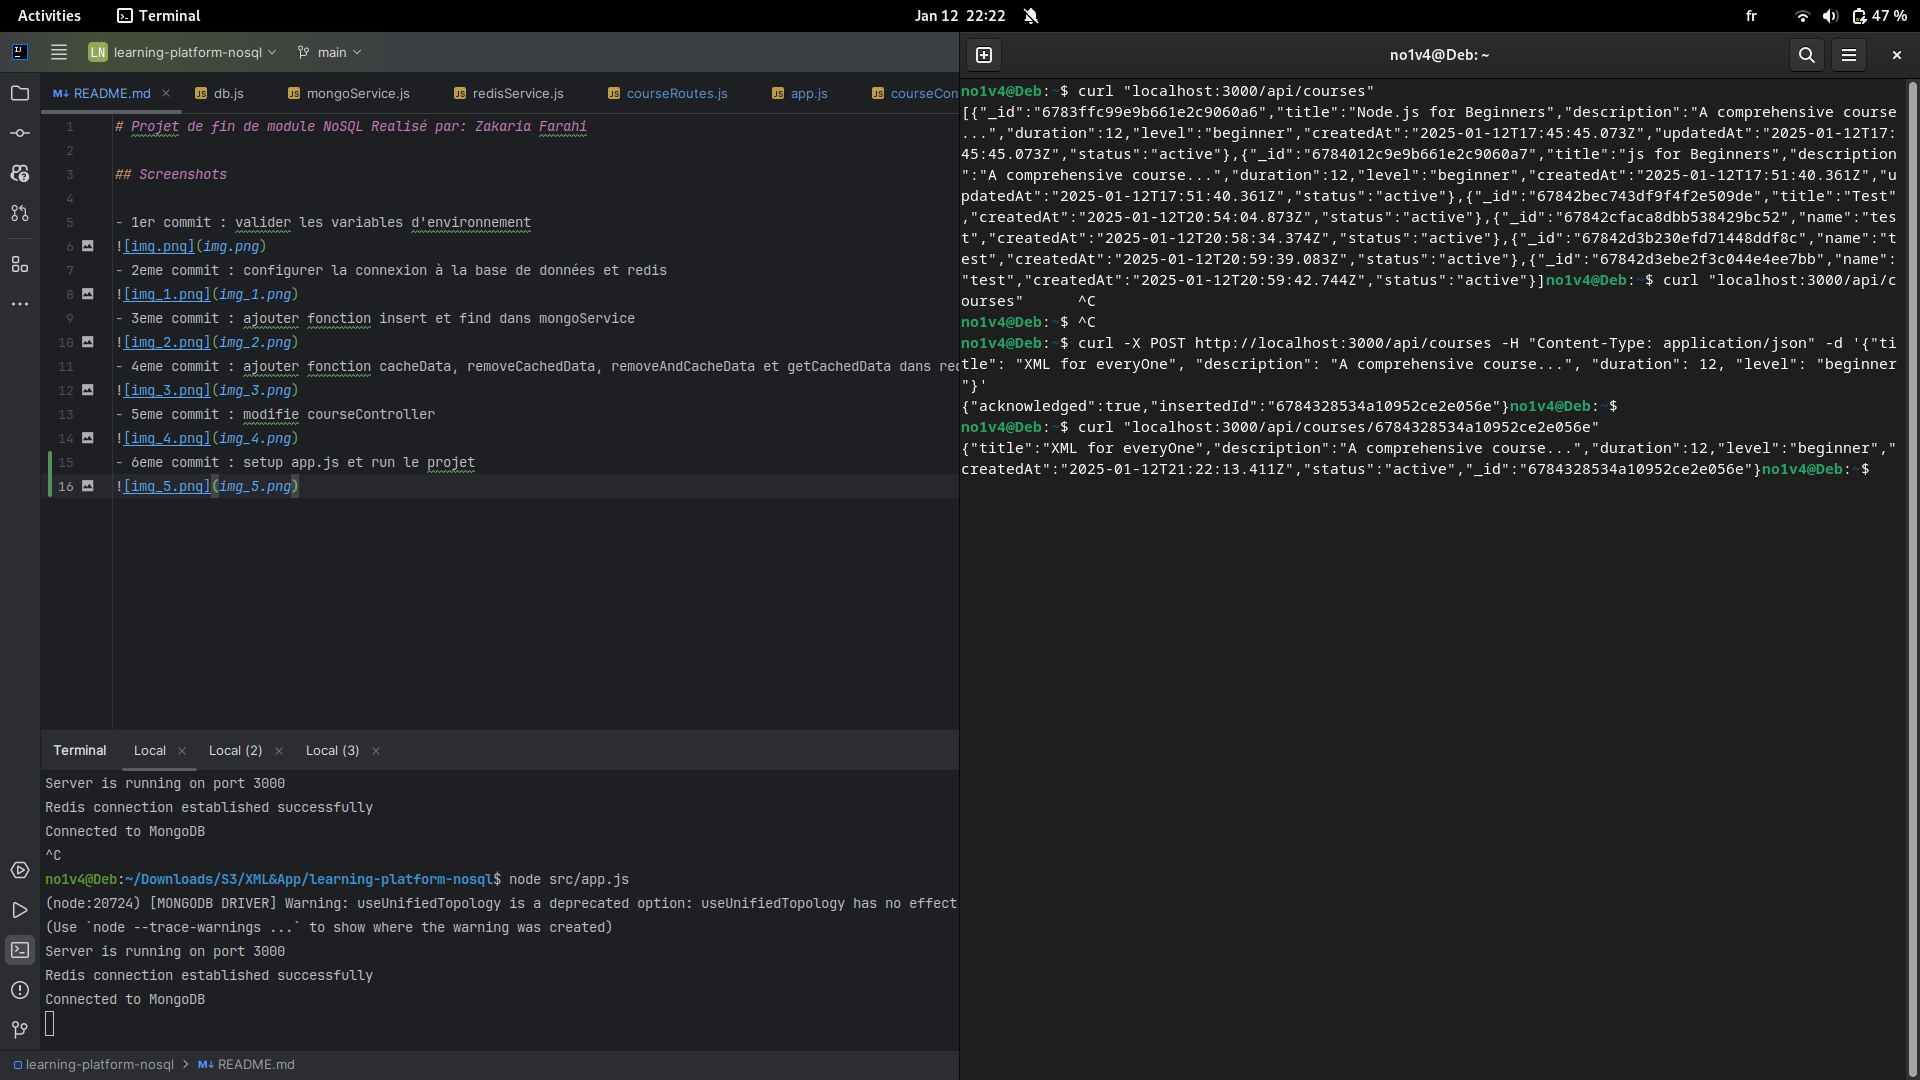 Activities Terminal Jan 12 22:22 fr 47 %
LN learning-platform-nosql main
README.md db.js mongoService.js redisService.js courseRoutes.js app.js courseCon
1 # Projet de fin de module NoSQL Realisé par: Zakaria Farahi
2
3 ## Screenshots
4
5 - 1er commit : valider les variables d'environnement
6 ![img.png](img.png)
7 - 2eme commit : configurer la connexion à la base de données et redis
8 ![img_1.png](img_1.png)
9 - 3eme commit : ajouter fonction insert et find dans mongoService
10 ![img_2.png](img_2.png)
11 - 4eme commit : ajouter fonction cacheData, removeCachedData, removeAndCacheData et getCachedData dans red
12 ![img_3.png](img_3.png)
13 - 5eme commit : modifie courseController
14 ![img_4.png](img_4.png)
15 - 6eme commit : setup app.js et run le projet
16 ![img_5.png](img_5.png)
Terminal Local Local (2) Local (3)
Server is running on port 3000
Redis connection established successfully
Connected to MongoDB
^C
no1v4@Deb:~/Downloads/S3/XML&App/learning-platform-nosql$ node src/app.js
(node:20724) [MONGODB DRIVER] Warning: useUnifiedTopology is a deprecated option: useUnifiedTopology has no effect
(Use `node --trace-warnings ...` to show where the warning was created)
Server is running on port 3000
Redis connection established successfully
Connected to MongoDB
learning-platform-nosql > README.md
no1v4@Deb: ~
no1v4@Deb:~$ curl "localhost:3000/api/courses"
[{"_id":"6783ffc99e9b661e2c9060a6","title":"Node.js for Beginners","description":"A comprehensive course
...","duration":12,"level":"beginner","createdAt":"2025-01-12T17:45:45.073Z","updatedAt":"2025-01-12T17:
45:45.073Z","status":"active"},{"_id":"6784012c9e9b661e2c9060a7","title":"js for Beginners","description
":"A comprehensive course...","duration":12,"level":"beginner","createdAt":"2025-01-12T17:51:40.361Z","u
pdatedAt":"2025-01-12T17:51:40.361Z","status":"active"},{"_id":"67842bec743df9f4f2e509de","title":"Test"
,"createdAt":"2025-01-12T20:54:04.873Z","status":"active"},{"_id":"67842cfaca8dbb538429bc52","name":"tes
t","createdAt":"2025-01-12T20:58:34.374Z","status":"active"},{"_id":"67842d3b230efd71448ddf8c","name":"t
est","createdAt":"2025-01-12T20:59:39.083Z","status":"active"},{"_id":"67842d3ebe2f3c044e4ee7bb","name":
"test","createdAt":"2025-01-12T20:59:42.744Z","status":"active"}]no1v4@Deb:~$ curl "localhost:3000/api/c
ourses" ^C
no1v4@Deb:~$ ^C
no1v4@Deb:~$ curl -X POST http://localhost:3000/api/courses -H "Content-Type: application/json" -d '{"ti
tle": "XML for everyOne", "description": "A comprehensive course...", "duration": 12, "level": "beginner
"}'
{"acknowledged":true,"insertedId":"6784328534a10952ce2e056e"}no1v4@Deb:~$
no1v4@Deb:~$ curl "localhost:3000/api/courses/6784328534a10952ce2e056e"
{"title":"XML for everyOne","description":"A comprehensive course...","duration":12,"level":"beginner","
createdAt":"2025-01-12T21:22:13.411Z","status":"active","_id":"6784328534a10952ce2e056e"}no1v4@Deb:~$